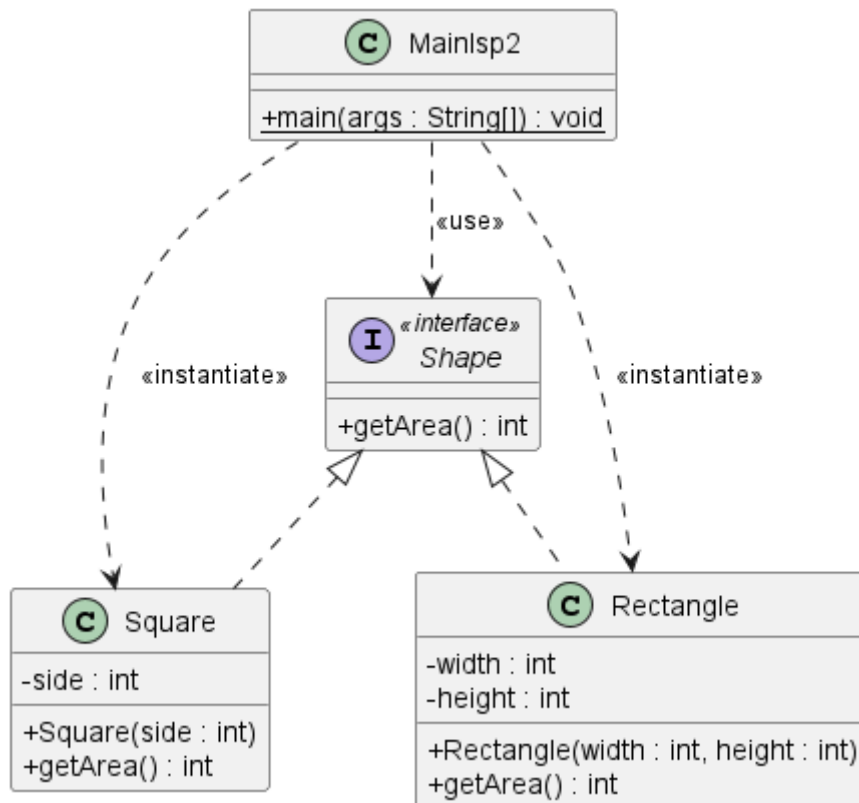 C MainIsp2
+main(args : String[]) : void
«use»
I «interface»
Shape
+getArea() : int
«instantiate»
«instantiate»
C Square
-side : int
+Square(side : int)
+getArea() : int
C Rectangle
-width : int
-height : int
+Rectangle(width : int, height : int)
+getArea() : int